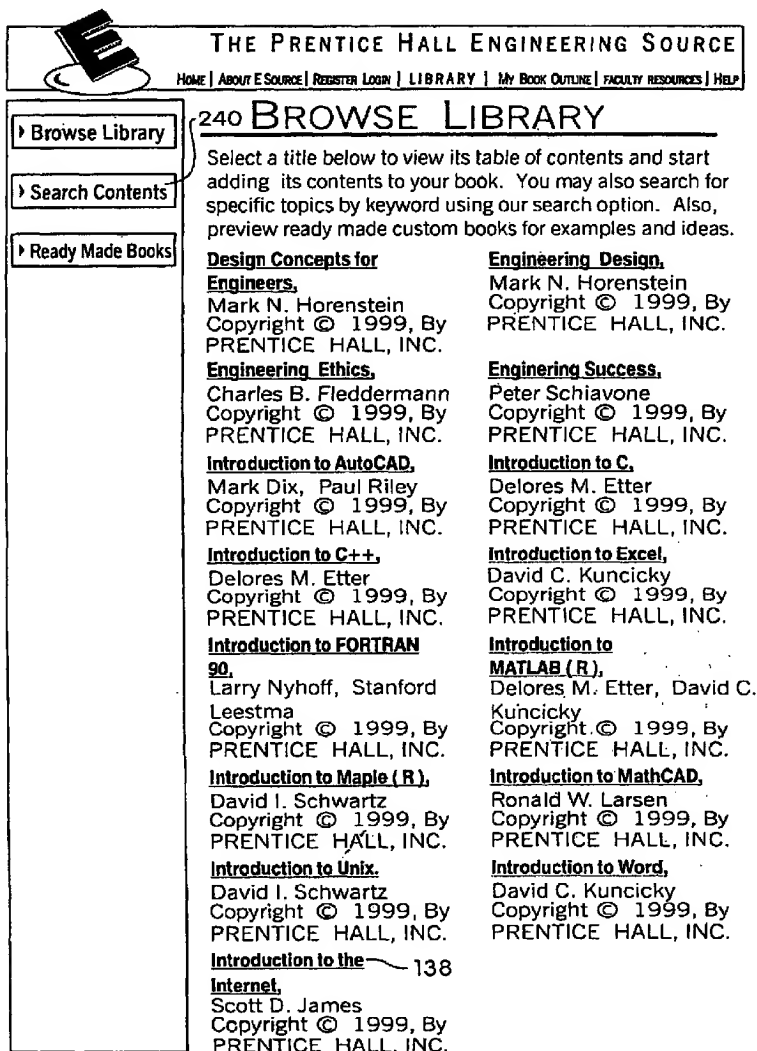 THE PRENTICE HALL ENGINEERING SOURCE
HOME | ABOUT E SOURCE | REGISTER LOGIN | LIBRARY | MY BOOK OUTLINE | FACULTY RESOURCES | HELP
Browse Library
Search Contents
Ready Made Books
240 BROWSE LIBRARY
Select a title below to view its table of contents and start
adding its contents to your book. You may also search for
specific topics by keyword using our search option. Also,
preview ready made custom books for examples and ideas.
Design Concepts for
Engineers,
Mark N. Horenstein
Copyright © 1999, By
PRENTICE HALL, INC.
Engineering Design,
Mark N. Horenstein
Copyright © 1999, By
PRENTICE HALL, INC.
Engineering Ethics,
Charles B. Fleddermann
Copyright © 1999, By
PRENTICE HALL, INC.
Enginering Success,
Peter Schiavone
Copyright © 1999, By
PRENTICE HALL, INC.
Introduction to AutoCAD,
Mark Dix, Paul Riley
Copyright © 1999, By
PRENTICE HALL, INC.
Introduction to C,
Delores M. Etter
Copyright © 1999, By
PRENTICE HALL, INC.
Introduction to C++,
Delores M. Etter
Copyright © 1999, By
PRENTICE HALL, INC.
Introduction to Excel,
David C. Kuncicky
Copyright © 1999, By
PRENTICE HALL, INC.
Introduction to FORTRAN
90,
Larry Nyhoff, Stanford
Leestma
Copyright © 1999, By
PRENTICE HALL, INC.
Introduction to
MATLAB ( R ),
Delores M. Etter, David C.
Kuncicky
Copyright © 1999, By
PRENTICE HALL, INC.
Introduction to Maple ( R ),
David I. Schwartz
Copyright © 1999, By
PRENTICE HALL, INC.
Introduction to MathCAD,
Ronald W. Larsen
Copyright © 1999, By
PRENTICE HALL, INC.
Introduction to Unix.
David I. Schwartz
Copyright © 1999, By
PRENTICE HALL, INC.
Introduction to Word,
David C. Kuncicky
Copyright © 1999, By
PRENTICE HALL, INC.
Introduction to the 138
Internet,
Scott D. James
Copyright © 1999, By
PRENTICE HALL, INC.
E